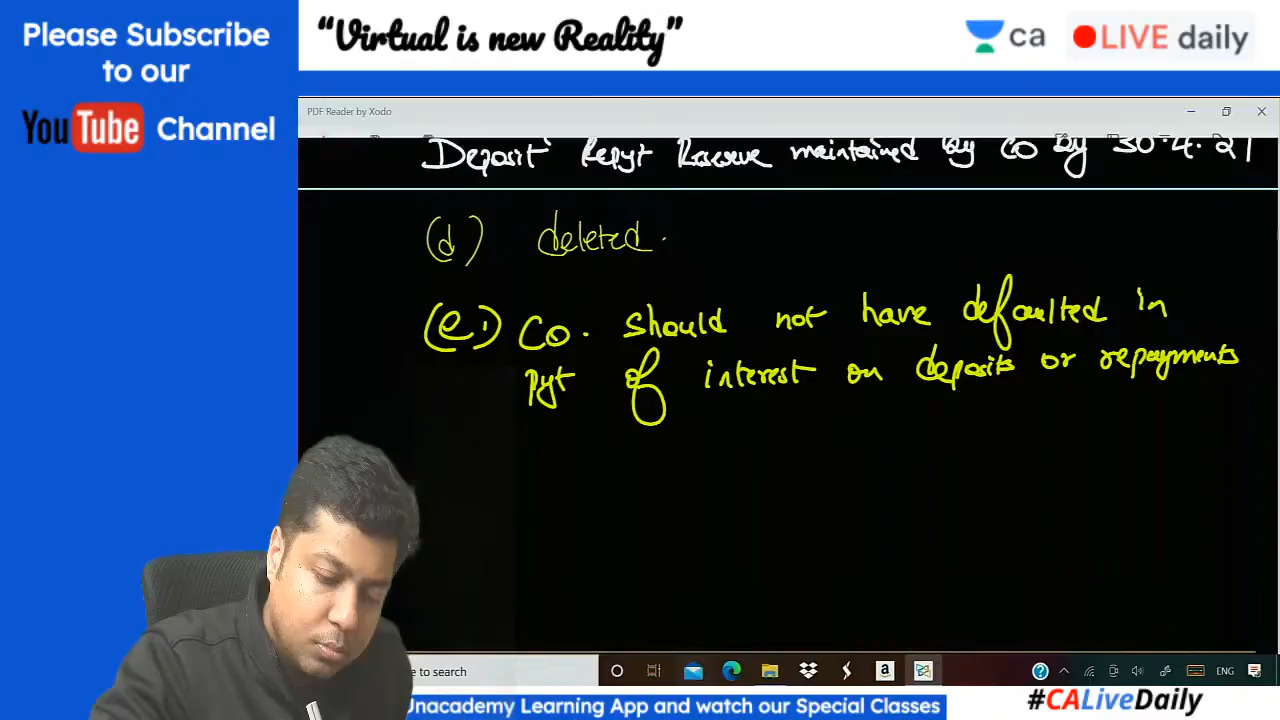 Please Subscribe
to our
YouTube Channel
“Virtual is new Reality”
ca
LIVE daily
PDF Reader by Xodo
Deposit Repyt Reserve maintained by CO by 30.4.21
(d) deleted.
(e.) CO. should not have defaulted in
Pyt of interest on deposits or repayments
e to search
ENG
Unacademy Learning App and watch our Special Classes
#CALiveDaily